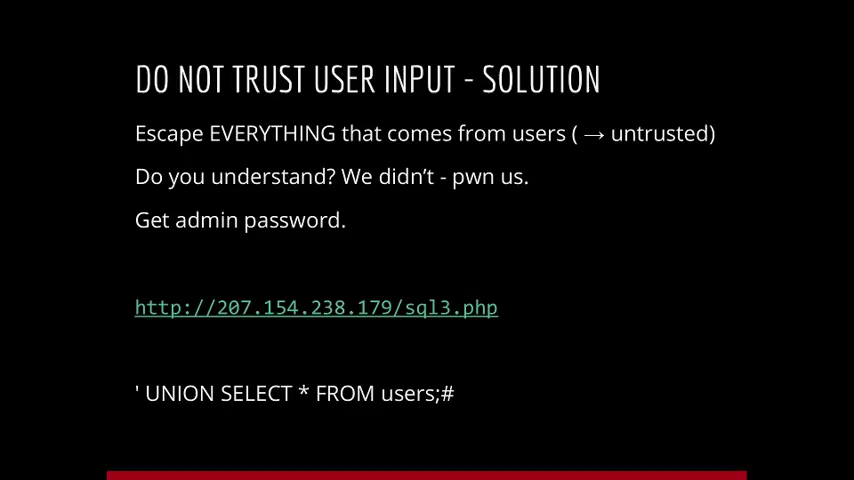 DO NOT TRUST USER INPUT - SOLUTION
Escape EVERYTHING that comes from users ( → untrusted)
Do you understand? We didn’t - pwn us.
Get admin password.
http://207.154.238.179/sql3.php
' UNION SELECT * FROM users;#